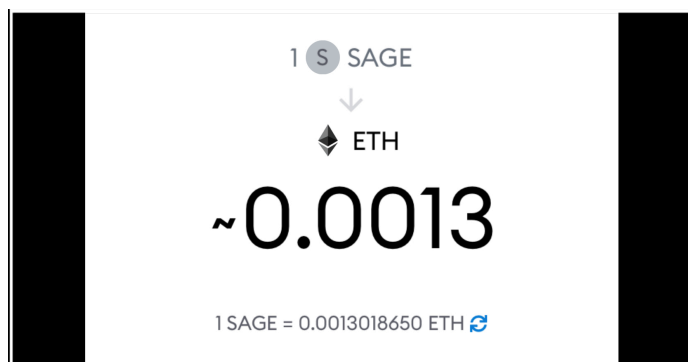 1 S SAGE
ETH
~0.0013
1 SAGE = 0.0013018650 ETH